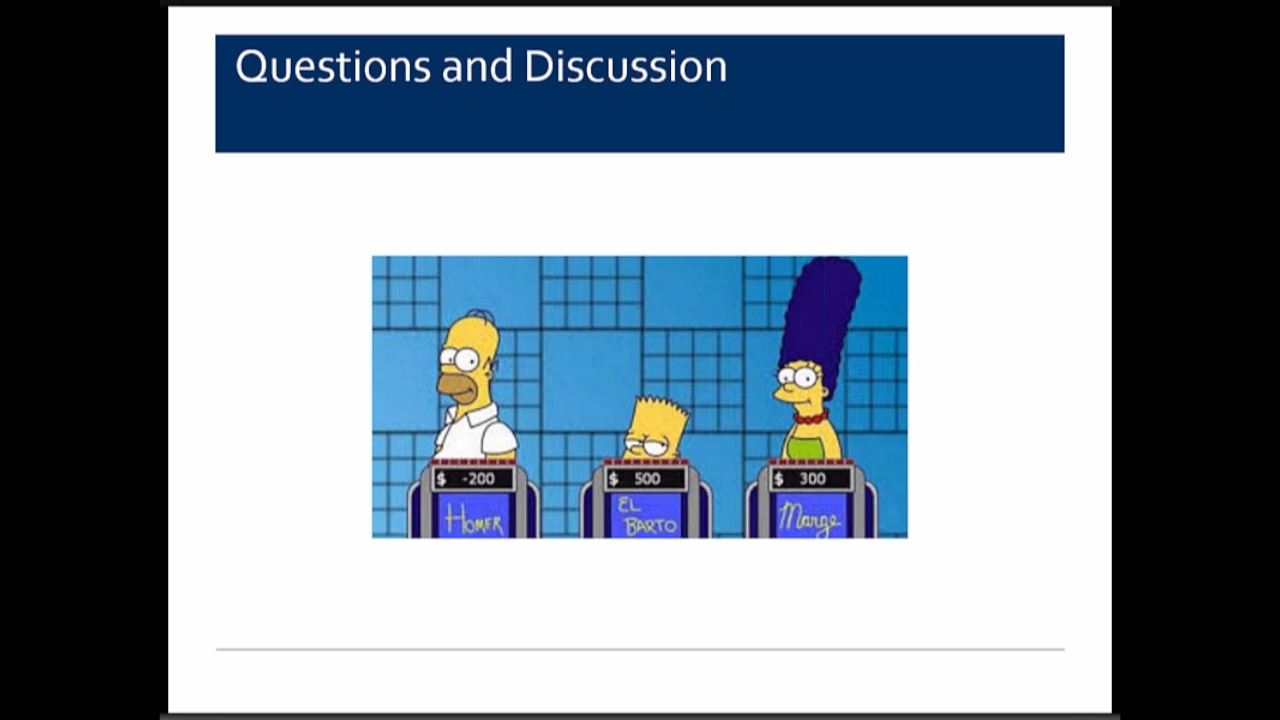 Questions and Discussion
$ -200
$ 500
$ 300
HOMER
EL
BARTO
Marge